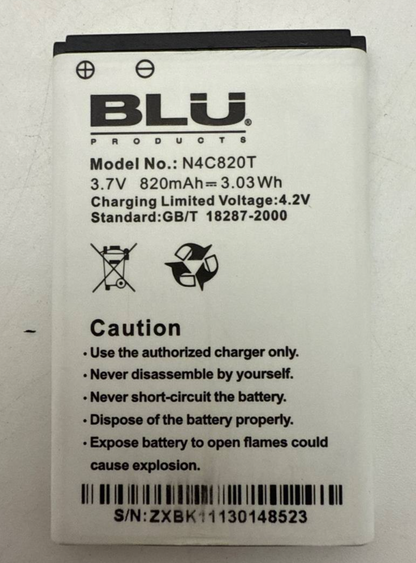 ⊕ ⊖
BLU®
PRODUCTS
Model No.: N4C820T
3.7V 820mAh=3.03Wh
Charging Limited Voltage:4.2V
Standard:GB/T 18287-2000
Caution
· Use the authorized charger only.
· Never disassemble by yourself.
· Never short-circuit the battery.
· Dispose of the battery properly.
· Expose battery to open flames could
cause explosion.
S/N:ZXBK11130148523